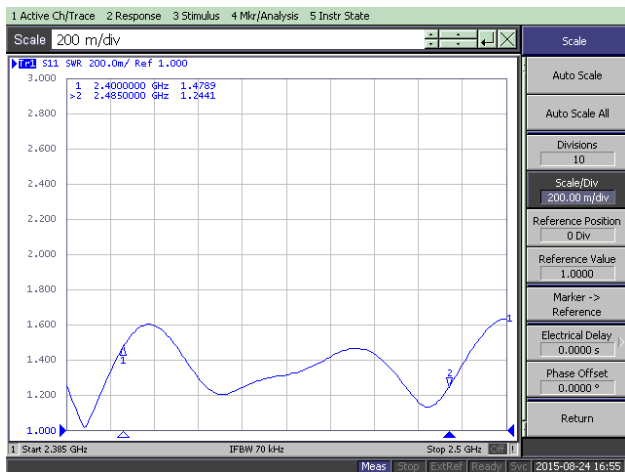 1 Active Ch/Trace 2 Response 3 Stimulus 4 Mkr/Analysis 5 Instr State
Scale 200 m/div
Scale
Tr1 S11 SWR 200.0m/ Ref 1.000
3.000
1 2.4000000 GHz 1.4789
>2 2.4850000 GHz 1.2441
2.800
2.600
2.400
2.200
2.000
1.800
1.600
1.400
1.200
1.000
1
2
1
Auto Scale
Auto Scale All
Divisions
10
Scale/Div
200.00 m/div
Reference Position
0 Div
Reference Value
1.0000
Marker ->
Reference
Electrical Delay
0.0000 s
Phase Offset
0.0000 °
Return
1 Start 2.385 GHz IFBW 70 kHz Stop 2.5 GHz Off !
Meas Stop ExtRef Ready Svc 2015-08-24 16:55